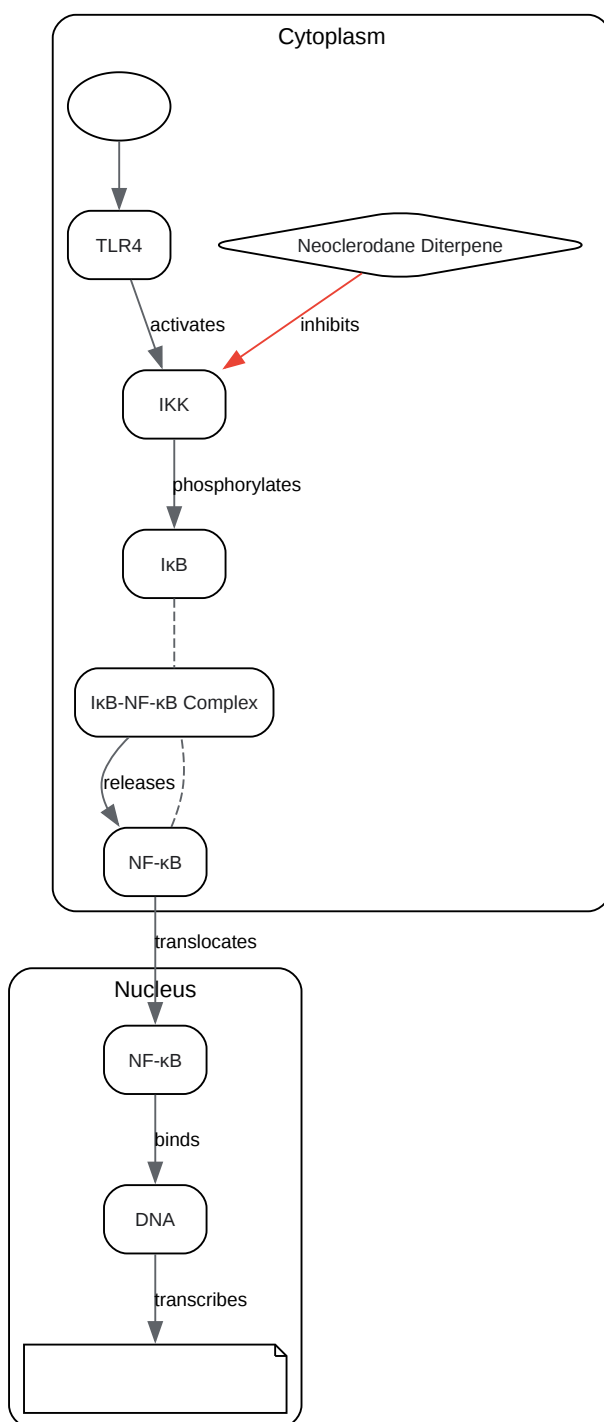 Cytoplasm
TLR4
Neoclerodane Diterpene
activates
inhibits
IKK
phosphorylates
IκB
IκB-NF-κB Complex
releases
NF-κB
translocates
Nucleus
NF-κB
binds
DNA
transcribes